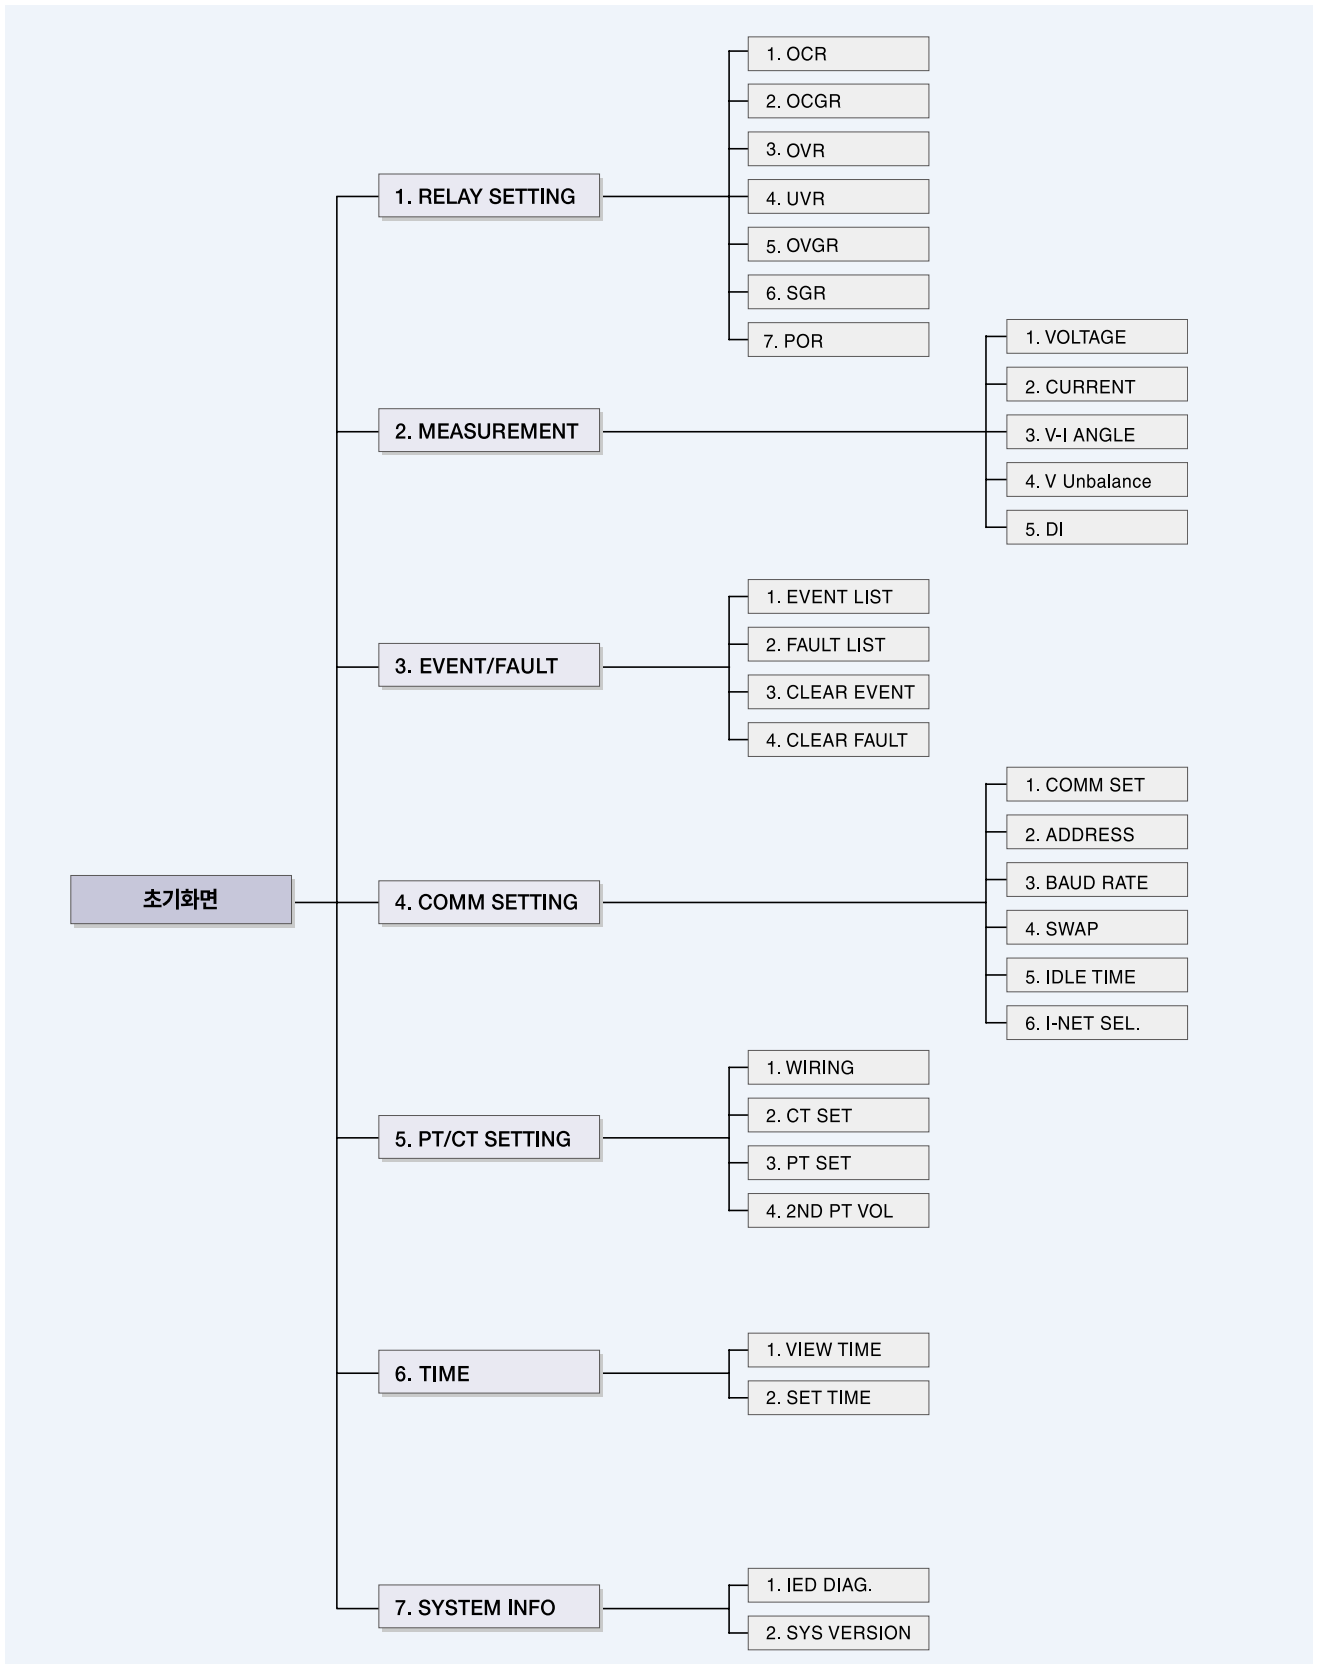 초기화면
1. RELAY SETTING
1. OCR
2. OCGR
3. OVR
4. UVR
5. OVGR
6. SGR
7. POR
2. MEASUREMENT
1. VOLTAGE
2. CURRENT
3. V-I ANGLE
4. V Unbalance
5. DI
3. EVENT/FAULT
1. EVENT LIST
2. FAULT LIST
3. CLEAR EVENT
4. CLEAR FAULT
4. COMM SETTING
1. COMM SET
2. ADDRESS
3. BAUD RATE
4. SWAP
5. IDLE TIME
6. I-NET SEL.
5. PT/CT SETTING
1. WIRING
2. CT SET
3. PT SET
4. 2ND PT VOL
6. TIME
1. VIEW TIME
2. SET TIME
7. SYSTEM INFO
1. IED DIAG.
2. SYS VERSION